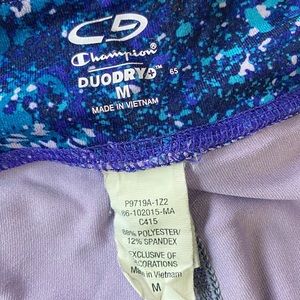 C9
Champion
DUODRY+
65
M
MADE IN VIETNAM
P9719A-1Z2
86-102015-MA
C415
88% POLYESTER/
12% SPANDEX
EXCLUSIVE OF
DECORATIONS
Made in Vietnam
M